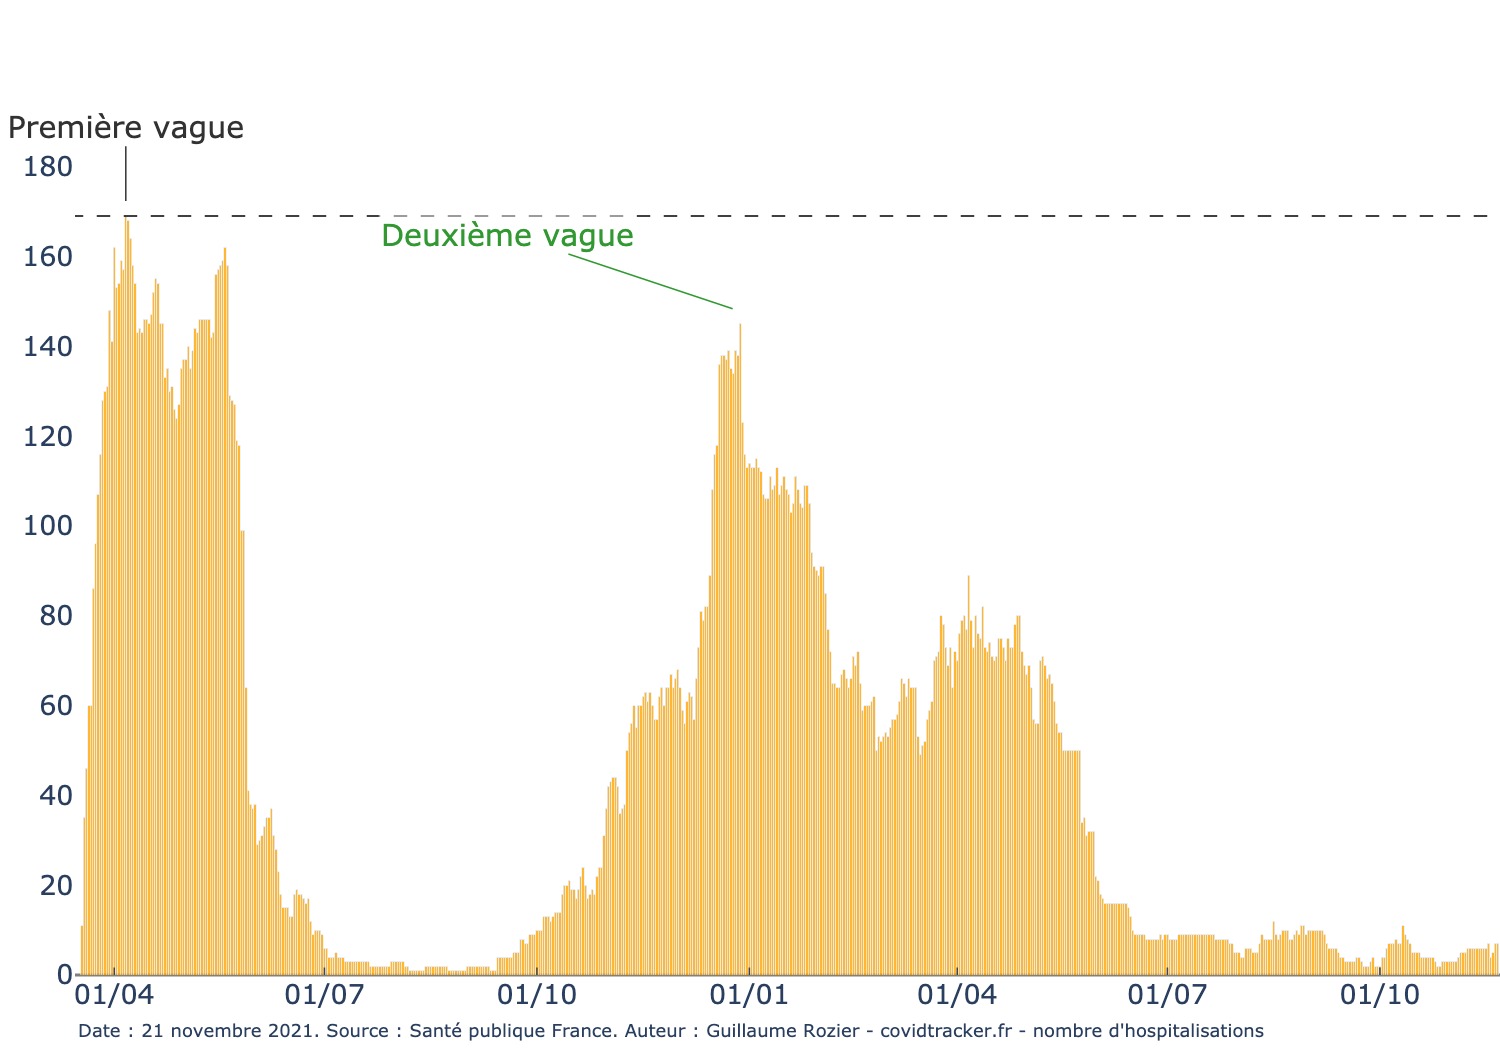 Première vague
180
Deuxième vague
160
140
120
100
80
60
40
20
0
01/04 01/07 01/10 01/01 01/04 01/07 01/10
Date : 21 novembre 2021. Source : Santé publique France. Auteur : Guillaume Rozier - covidtracker.fr - nombre d'hospitalisations